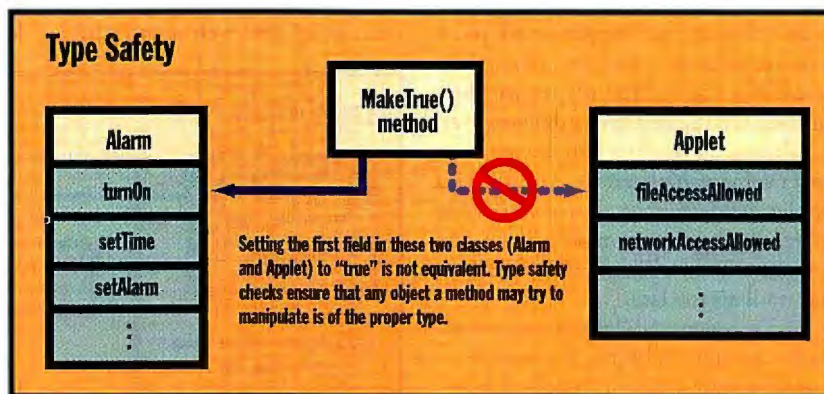 Type Safety
MakeTrue()
method
Alarm
turnOn
setTime
setAlarm
Applet
fileAccessAllowed
networkAccessAllowed
Setting the first field in these two classes (Alarm
and Applet) to “true” is not equivalent. Type safety
checks ensure that any object a method may try to
manipulate is of the proper type.